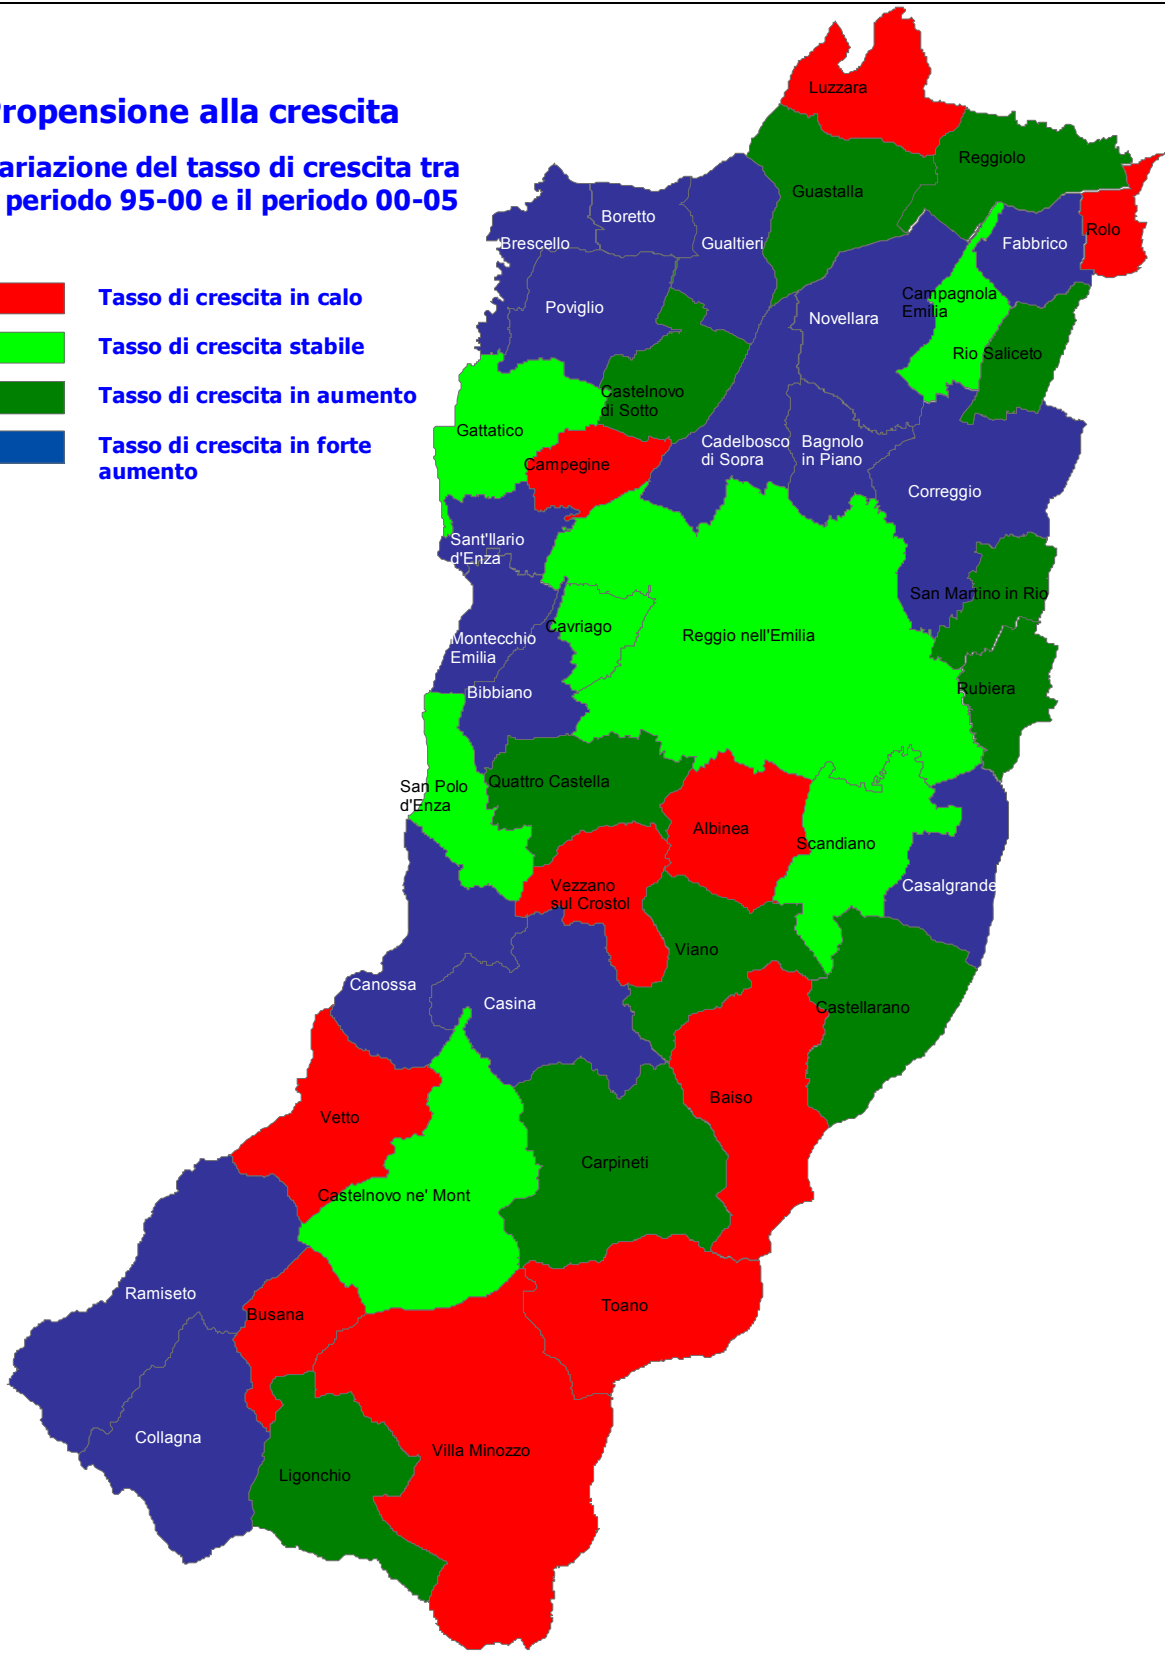 ropensione alla crescita
ariazione del tasso di crescita tra
periodo 95-00 e il periodo 00-05
Tasso di crescita in calo
Tasso di crescita stabile
Tasso di crescita in aumento
Tasso di crescita in forte
aumento
Luzzara
Reggiolo
Guastalla
Boretto
Rolo
Brescello
Gualtieri
Fabbrico
Campagnola
Emilia
Poviglio
Novellara
Rio Saliceto
Castelnovo
di Sotto
Gattatico
Cadelbosco
di Sopra
Bagnolo
in Piano
Campegine
Correggio
Sant'Ilario
d'Enza
San Martino in Rio
Cavriago
Reggio nell'Emilia
Montecchio
Emilia
Bibbiano
Rubiera
San Polo
d'Enza
Quattro Castella
Albinea
Scandiano
Vezzano
sul Crostol
Casalgrande
Viano
Canossa
Casina
Castellarano
Baiso
Vetto
Carpineti
Castelnovo ne' Mont
Ramiseto
Busana
Toano
Collagna
Villa Minozzo
Ligonchio